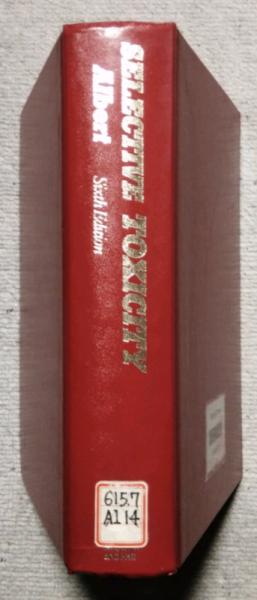 SELECTIVE TOXICITY
Albert
Sixth Edition
615.7
Al 14